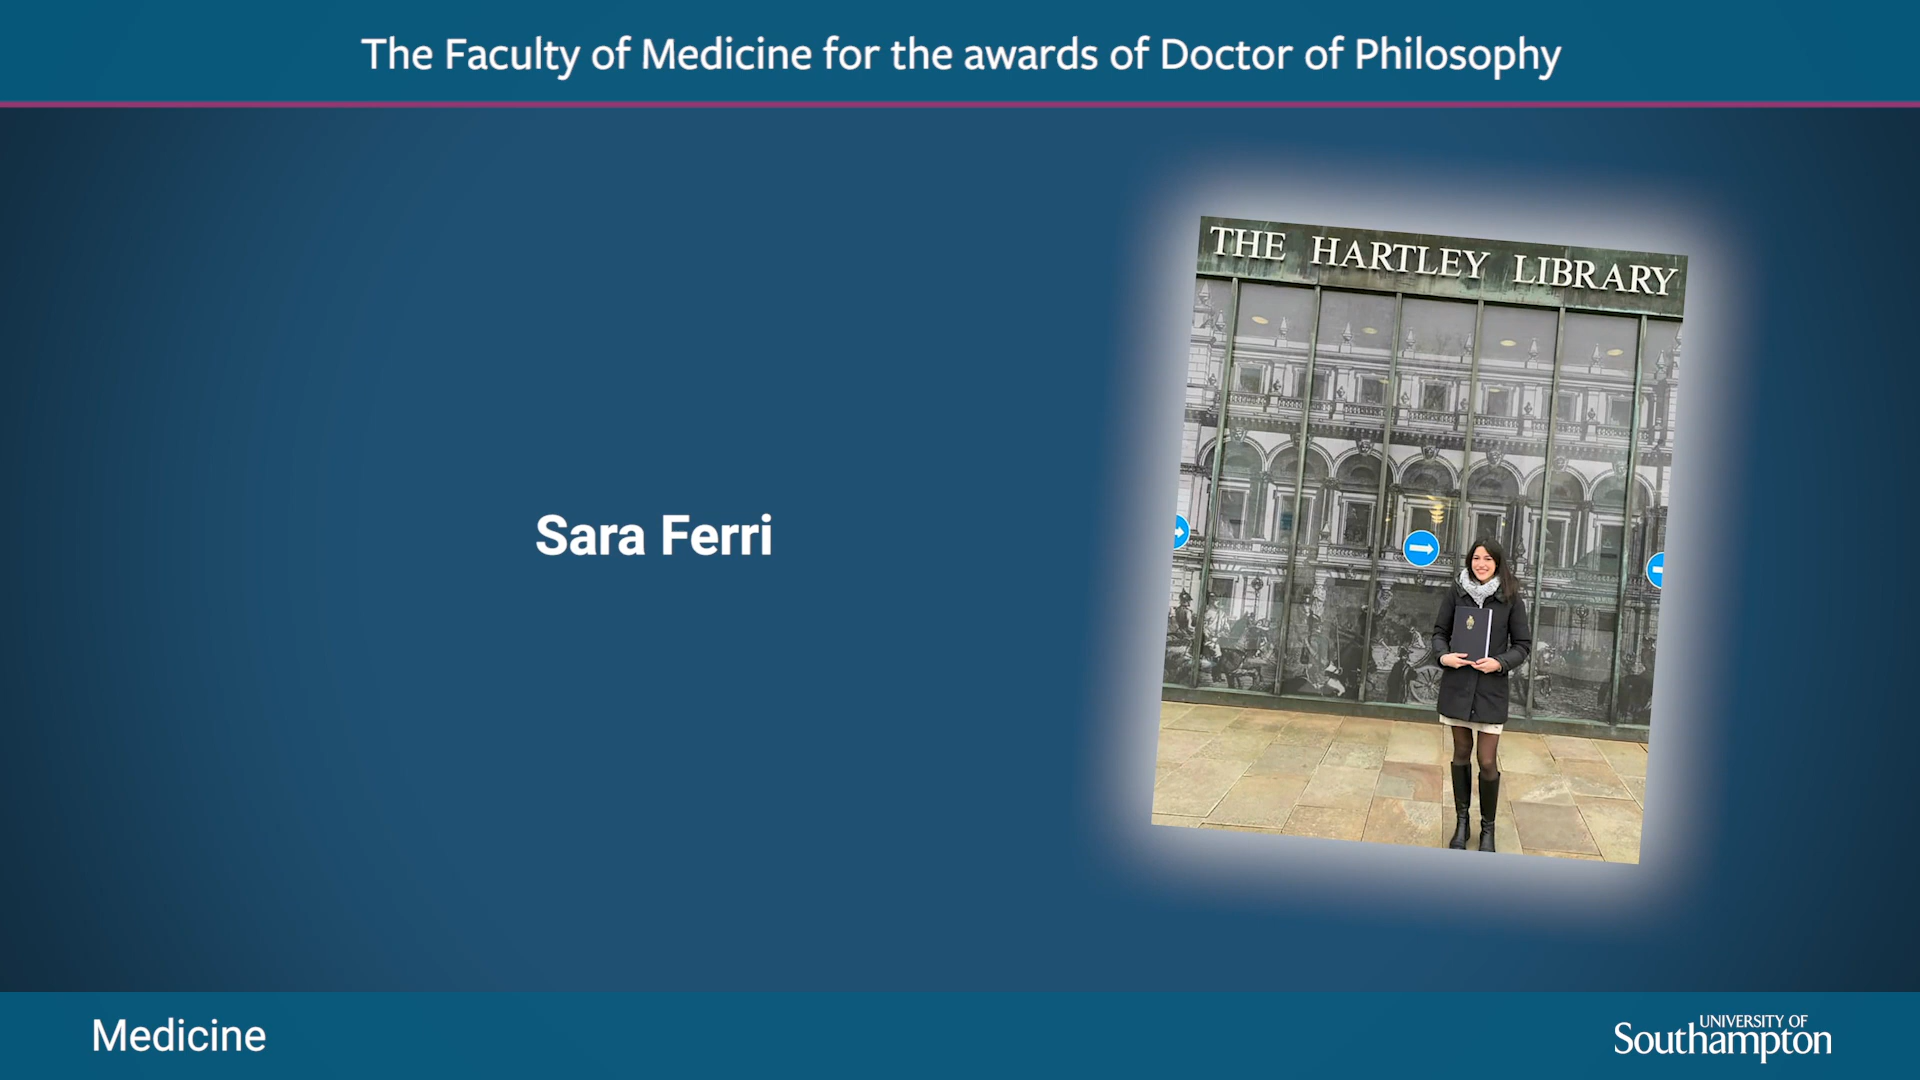 The Faculty of Medicine for the awards of Doctor of Philosophy
THE HARTLEY LIBRARY
Sara Ferri
Medicine
UNIVERSITY OF
Southampton